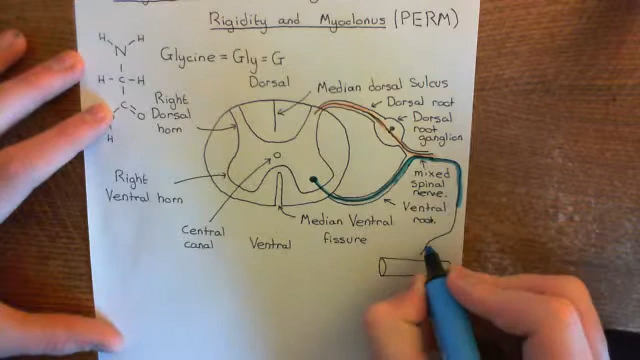 Rigidity and Myoclonus (PERM)
Glycine = Gly = G
H H
N
H - C - H
C O
H
Dorsal
Median dorsal Sulcus
Right
Dorsal
horn
Dorsal root
Dorsal
root
ganglion
mixed
spinal
nerve.
Right
Ventral horn
Ventral
root.
Central
canal
Ventral
Median Ventral
fissure